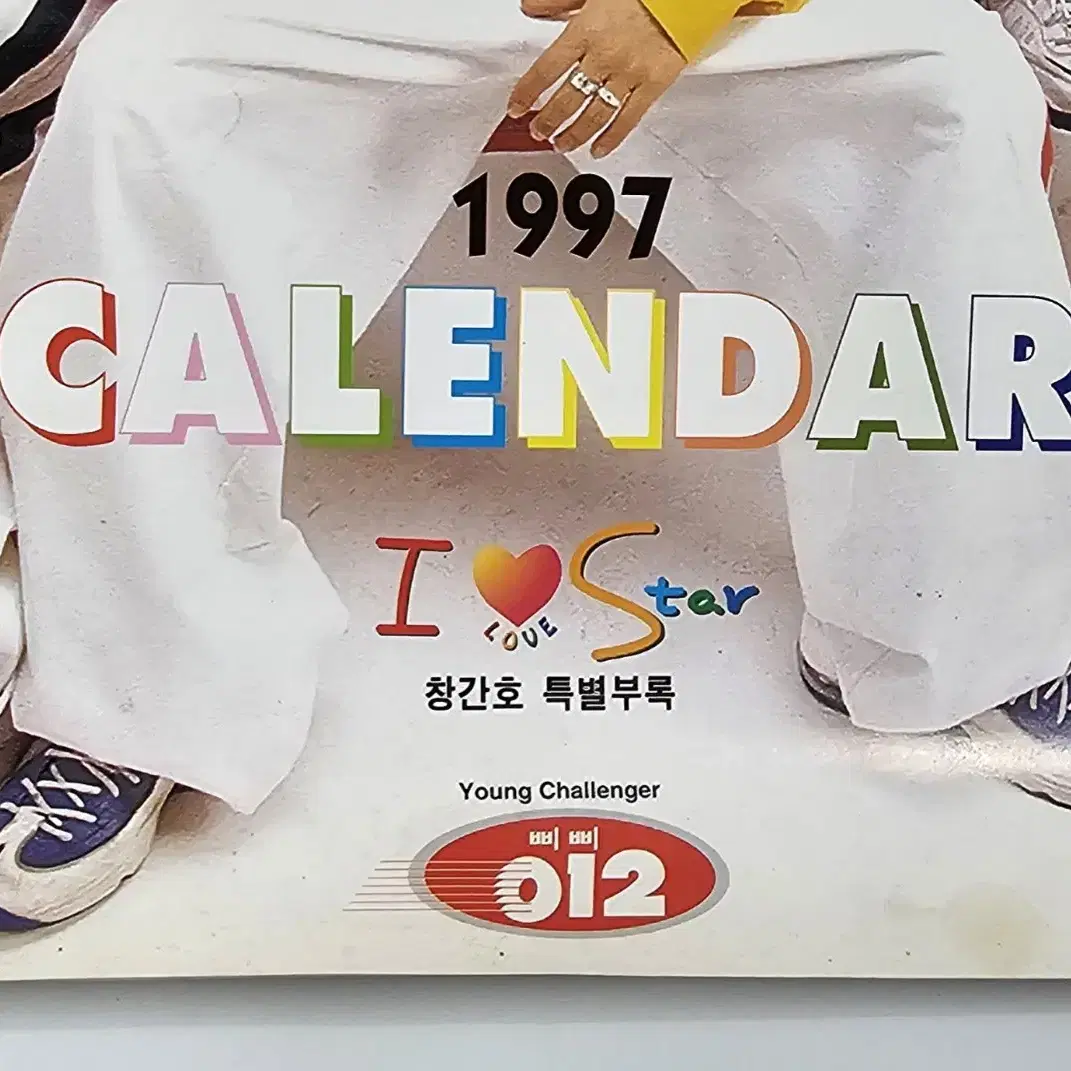 1997
CALENDAR
I LOVE Star
창간호 특별부록
Young Challenger
삐삐
012